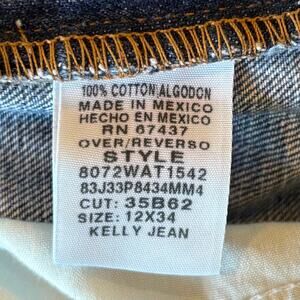 100% COTTON/ALGODON
MADE IN MEXICO
HECHO EN MEXICO
RN 67437
OVER/REVERSO
STYLE
8072WAT1542
83J33P8434MM4
CUT: 35B62
SIZE: 12X34
KELLY JEAN